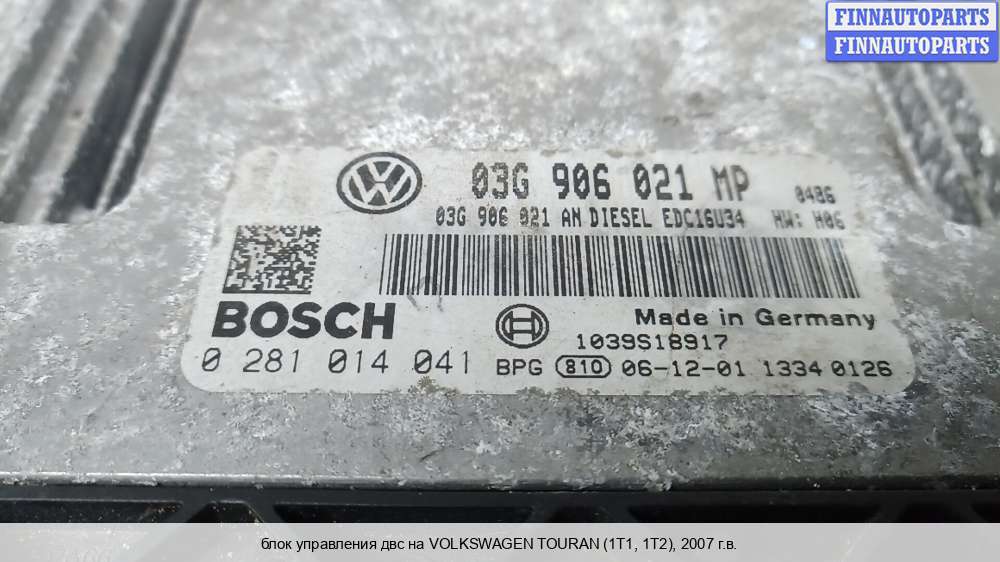 FINNAUTOPARTS
FINNAUTOPARTS
03G 906 021 MP 0486
03G 906 021 AN DIESEL EDC16U34 HW: H06
BOSCH
Made in Germany
1039S18917
0 281 014 041 BPG 810 06-12-01 1334 0126
блок управления двс на VOLKSWAGEN TOURAN (1T1, 1T2), 2007 г.в.